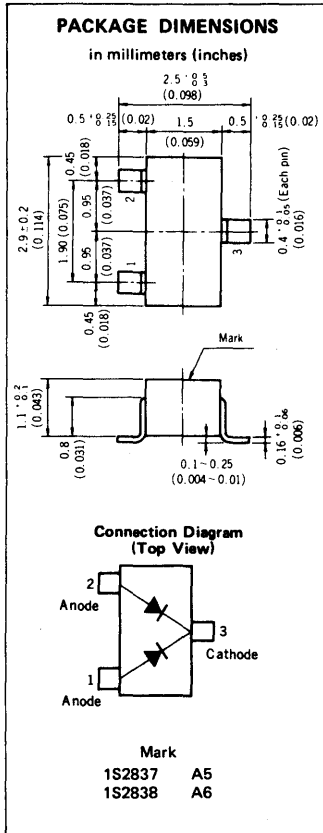 PACKAGE DIMENSIONS
in millimeters (inches)
2.5 +0.5 -0.3
(0.098)
0.5 +0.25 -0.15 (0.02)
1.5
(0.059)
0.5 +0.25 -0.15 (0.02)
0.45
(0.018)
0.95
(0.037)
0.95
(0.037)
0.45
(0.018)
1.90 (0.075)
2.9 ± 0.2
(0.114)
2
1
3
0.4 +0.1 -0.05 (Each pin)
(0.016)
Mark
1.1 +0.2 -0.1
(0.043)
0.8
(0.031)
0.1 ~ 0.25
(0.004 ~ 0.01)
0.16 +0.1 -0.06
(0.006)
Connection Diagram
(Top View)
2
Anode
3
Cathode
1
Anode
Mark
1S2837 A5
1S2838 A6